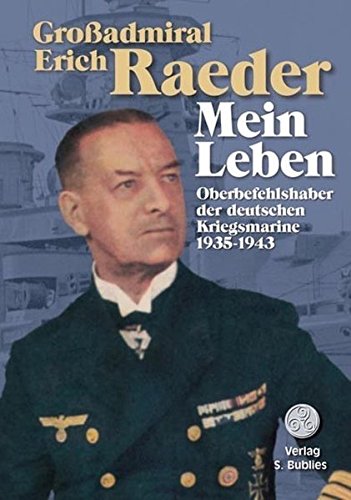 Großadmiral
Erich Raeder
Mein
Leben
Oberbefehlshaber
der deutschen
Kriegsmarine
1935-1943
Verlag
S. Bublies